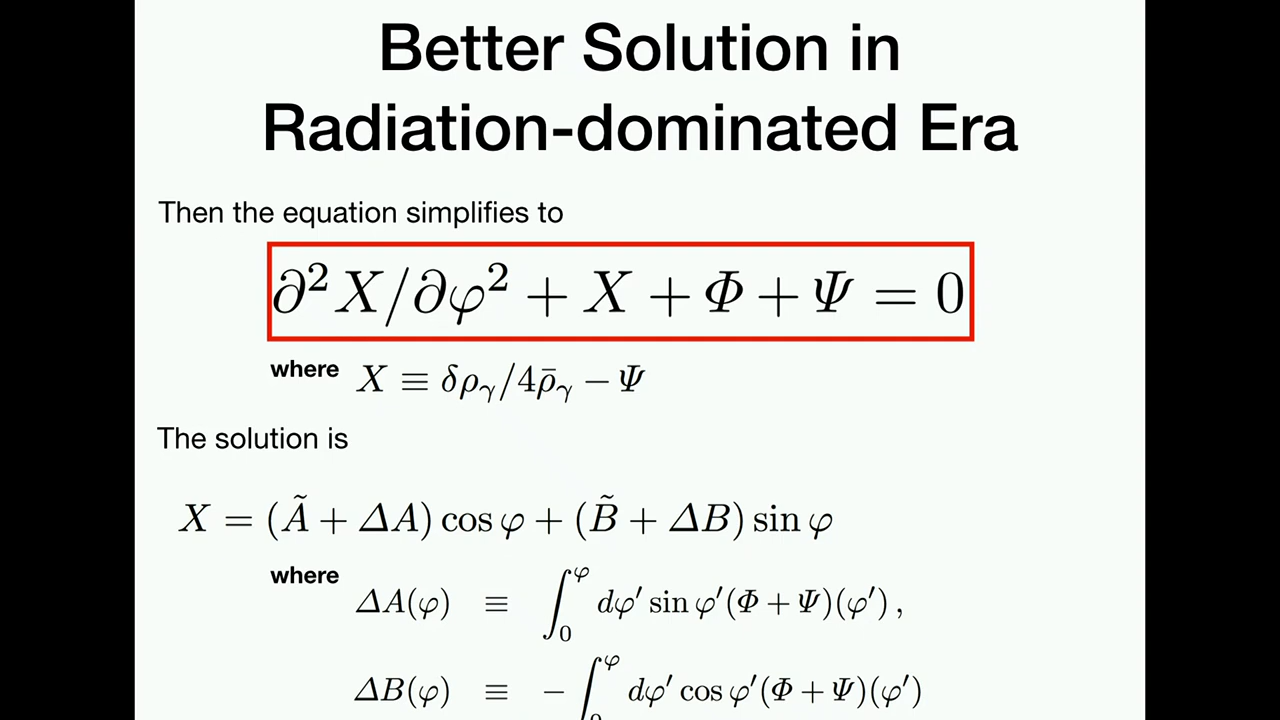 Better Solution in
Radiation-dominated Era
Then the equation simplifies to
∂²X/∂φ² + X + Φ + Ψ = 0
where X ≡ δρ_γ/4ρ̄_γ − Ψ
The solution is
X = (Ã + ΔA) cos φ + (B̃ + ΔB) sin φ
where
ΔA(φ) ≡ ∫₀^φ dφ′ sin φ′(Φ + Ψ)(φ′) ,
ΔB(φ) ≡ − ∫₀^φ dφ′ cos φ′(Φ + Ψ)(φ′)